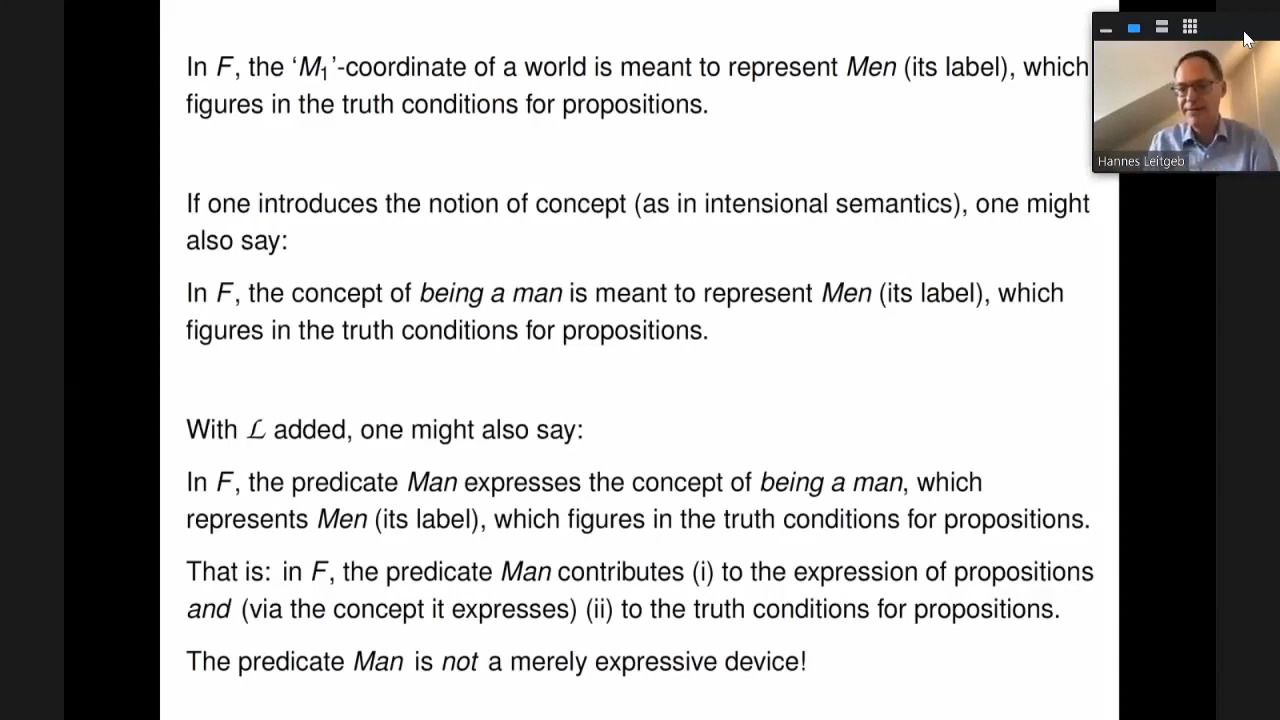 In F, the ‘M₁’-coordinate of a world is meant to represent Men (its label), which
figures in the truth conditions for propositions.
Hannes Leitgeb
If one introduces the notion of concept (as in intensional semantics), one might
also say:
In F, the concept of being a man is meant to represent Men (its label), which
figures in the truth conditions for propositions.
With ℒ added, one might also say:
In F, the predicate Man expresses the concept of being a man, which
represents Men (its label), which figures in the truth conditions for propositions.
That is: in F, the predicate Man contributes (i) to the expression of propositions
and (via the concept it expresses) (ii) to the truth conditions for propositions.
The predicate Man is not a merely expressive device!